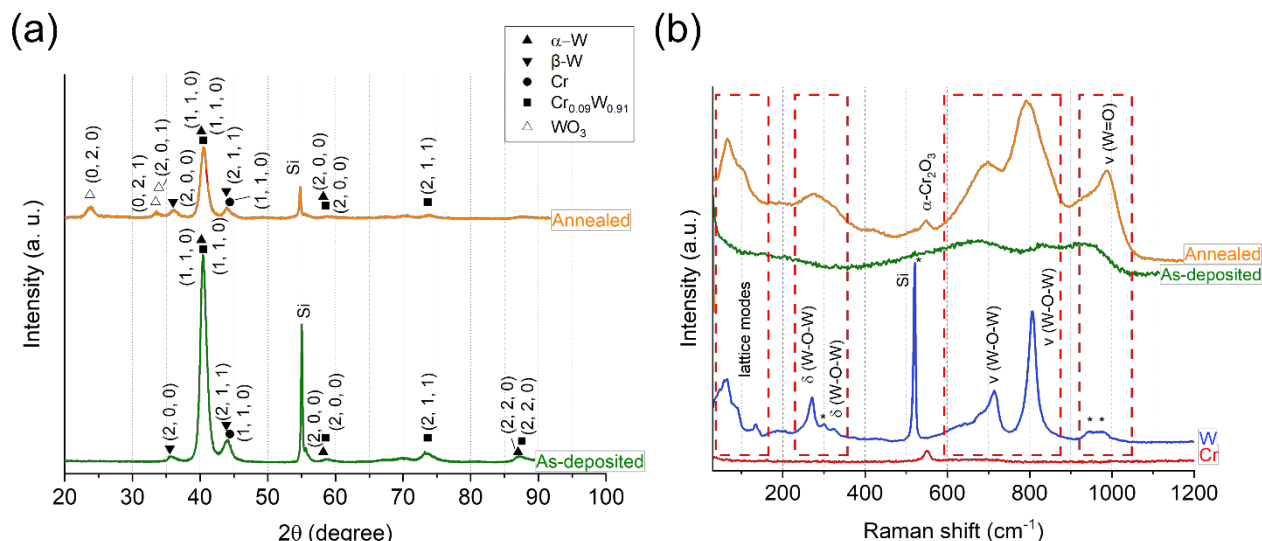 (a)
Intensity (a. u.)
α–W
β-W
Cr
Cr0.09W0.91
WO3
(0, 2, 0)
(0, 2, 1)
(2, 0, 1)
(2, 0, 0)
(1, 1, 0)
(1, 1, 0)
(2, 1, 1)
(1, 1, 0)
Si
(2, 0, 0)
(2, 0, 0)
(2, 1, 1)
Annealed
(1, 1, 0)
(1, 1, 0)
(2, 0, 0)
(2, 1, 1)
(1, 1, 0)
Si
(2, 0, 0)
(2, 0, 0)
(2, 1, 1)
(2, 2, 0)
(2, 2, 0)
As-deposited
20 30 40 50 60 70 80 90 100
2θ (degree)
(b)
Intensity (a.u.)
α-Cr2O3
ν (W=O)
Annealed
As-deposited
lattice modes
δ (W-O-W)
*
δ (W-O-W)
Si
*
ν (W-O-W)
ν (W-O-W)
* *
W
Cr
200 400 600 800 1000 1200
Raman shift (cm-1)